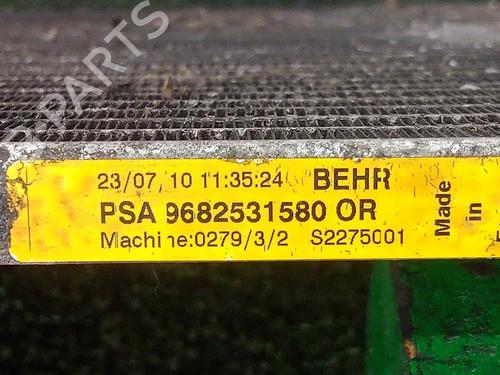 23/07/10 11:35:24 BEHR
PSA 9682531580 OR
Machine:0279/3/2 S2275001
Made
in
B-PARTS